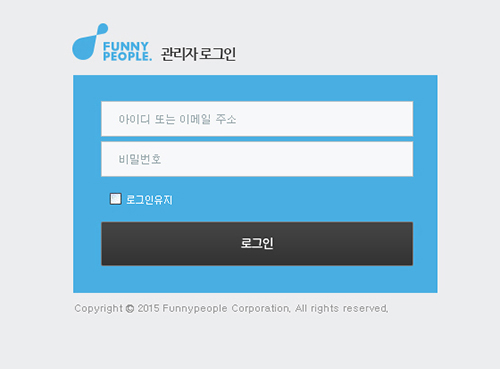 FUNNY
PEOPLE. 관리자 로그인
아이디 또는 이메일 주소
비밀번호
로그인유지
로그인
Copyright © 2015 Funnypeople Corporation, All rights reserved,